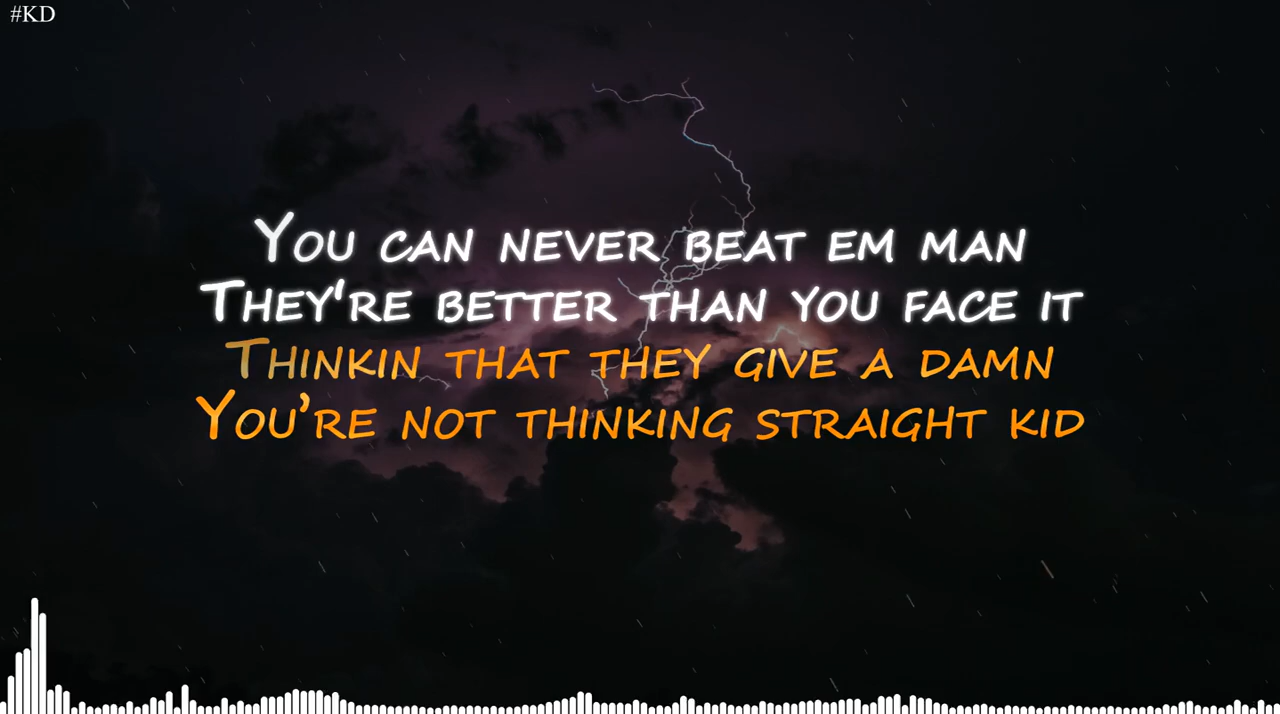 #KD
You can never beat em man
They're better than you face it
Thinkin that they give a damn
You’re not thinking straight kid